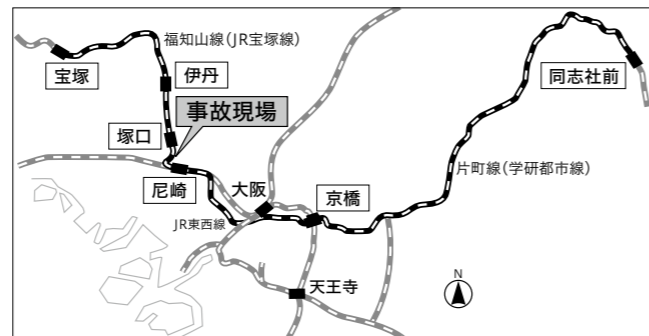 福知山線(JR宝塚線)
宝塚
伊丹
同志社前
事故現場
塚口
片町線(学研都市線)
尼崎
大阪
京橋
JR東西線
天王寺
N